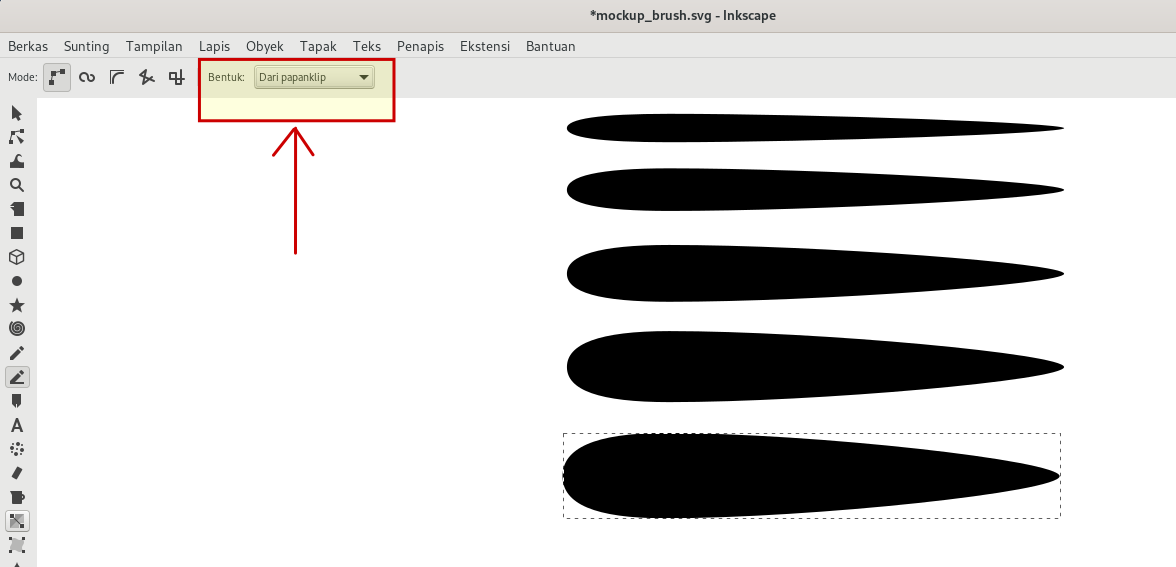 *mockup_brush.svg - Inkscape
Berkas Sunting Tampilan Lapis Obyek Tapak Teks Penapis Ekstensi Bantuan
Mode: Bentuk: Dari papanklip